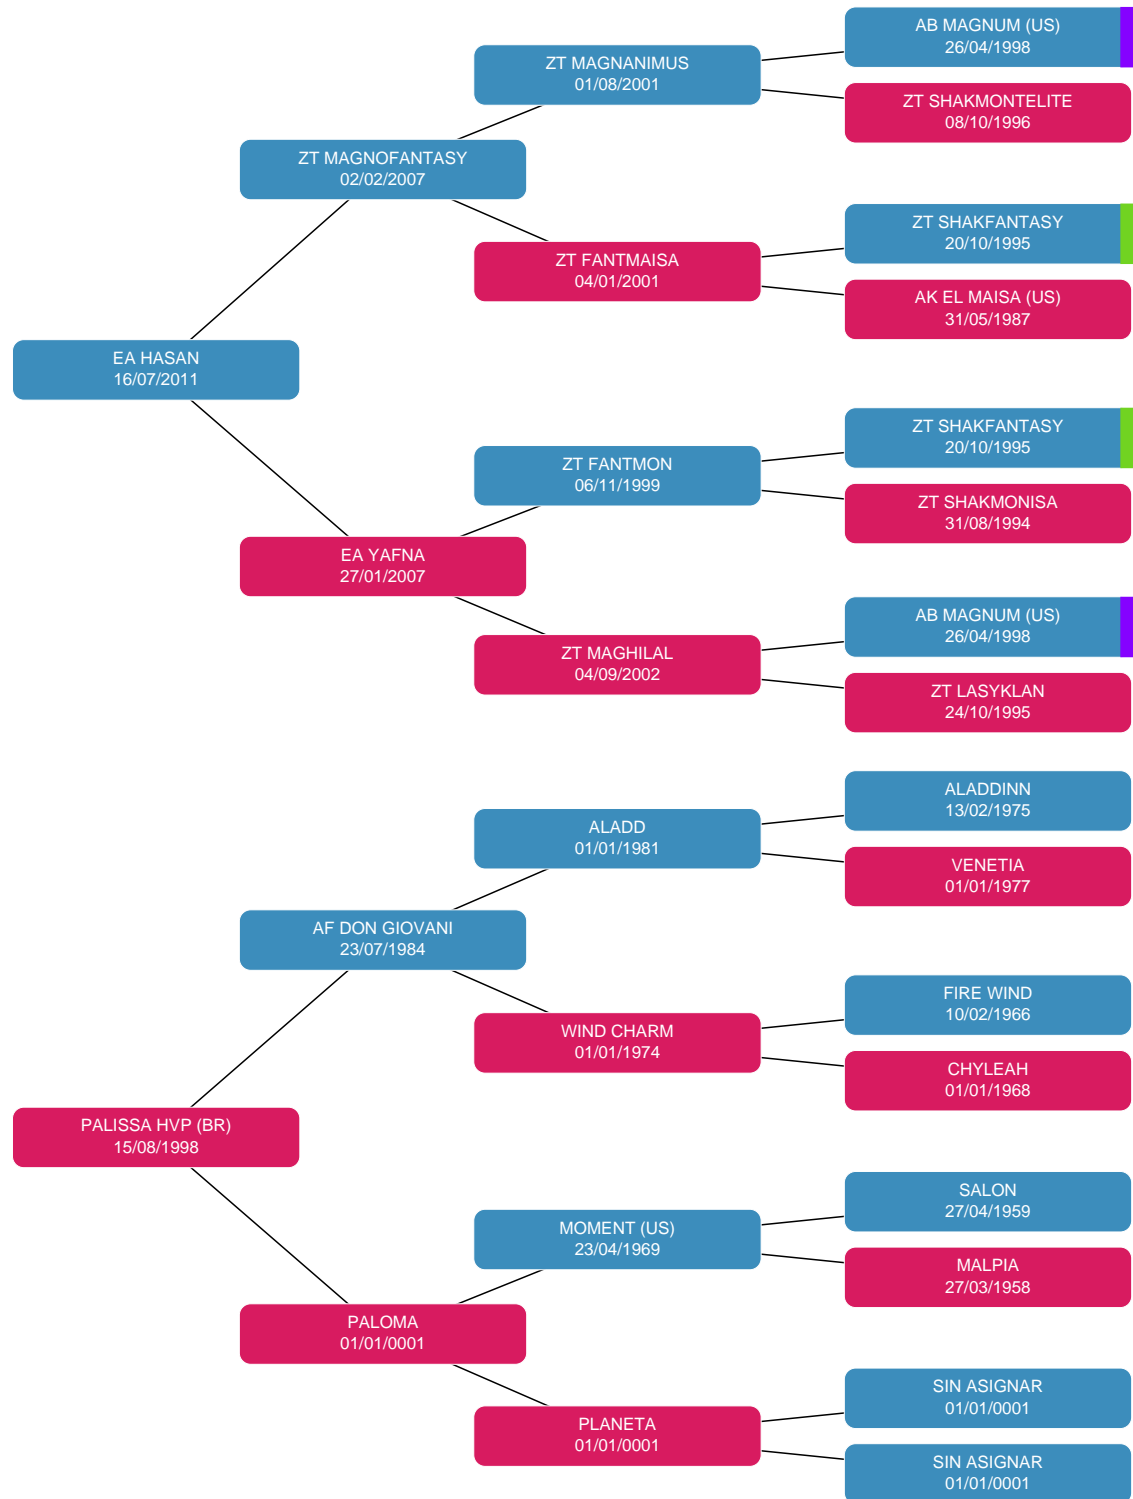 AB MAGNUM (US)
26/04/1998
ZT MAGNANIMUS
01/08/2001
ZT SHAKMONTELITE
08/10/1996
ZT MAGNOFANTASY
02/02/2007
ZT SHAKFANTASY
20/10/1995
ZT FANTMAISA
04/01/2001
AK EL MAISA (US)
31/05/1987
EA HASAN
16/07/2011
ZT SHAKFANTASY
20/10/1995
ZT FANTMON
06/11/1999
ZT SHAKMONISA
31/08/1994
EA YAFNA
27/01/2007
AB MAGNUM (US)
26/04/1998
ZT MAGHILAL
04/09/2002
ZT LASYKLAN
24/10/1995
ALADDINN
13/02/1975
ALADD
01/01/1981
VENETIA
01/01/1977
AF DON GIOVANI
23/07/1984
FIRE WIND
10/02/1966
WIND CHARM
01/01/1974
CHYLEAH
01/01/1968
PALISSA HVP (BR)
15/08/1998
SALON
27/04/1959
MOMENT (US)
23/04/1969
MALPIA
27/03/1958
PALOMA
01/01/0001
SIN ASIGNAR
01/01/0001
PLANETA
01/01/0001
SIN ASIGNAR
01/01/0001